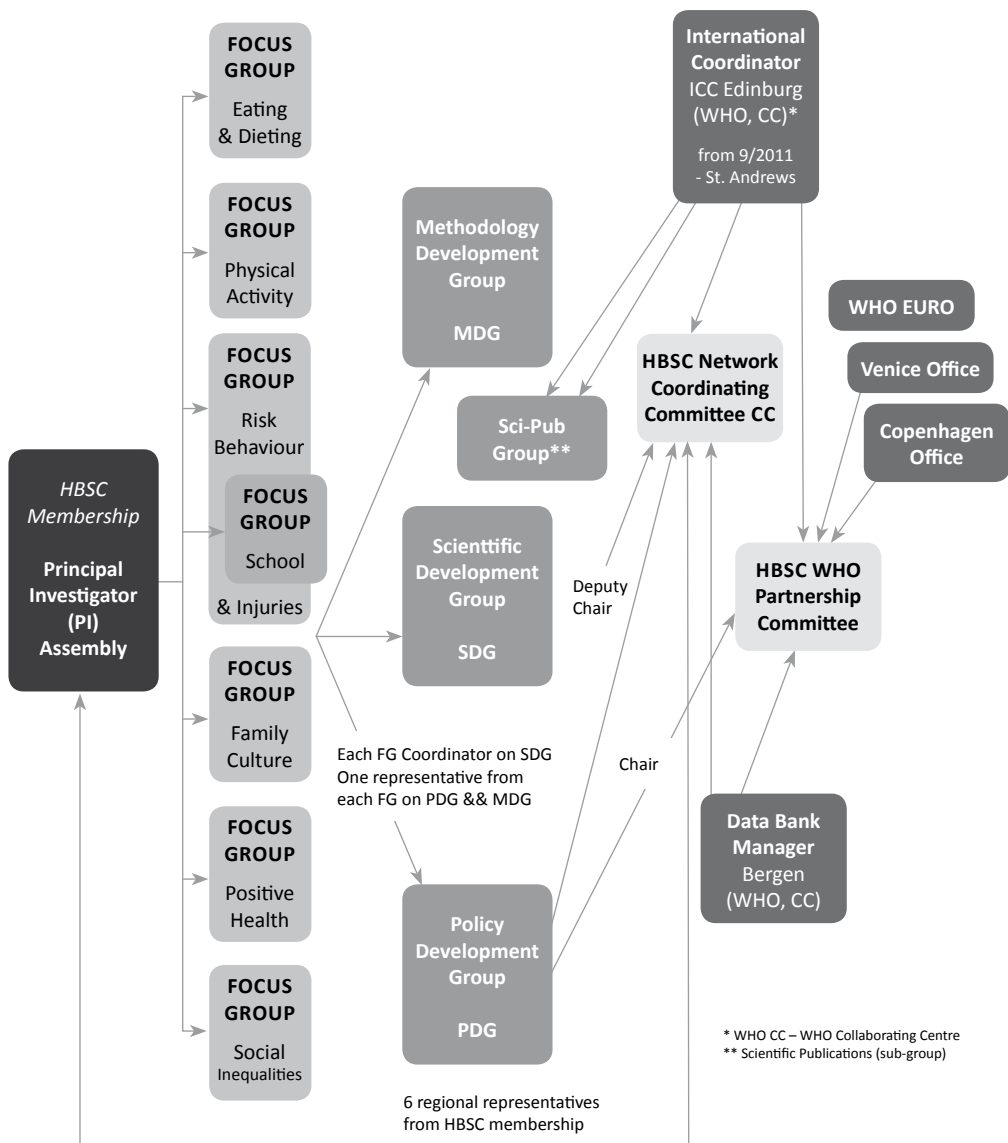 HBSC
Membership
Principal
Investigator
(PI)
Assembly
FOCUS
GROUP
Eating
& Dieting
FOCUS
GROUP
Physical
Activity
FOCUS
GROUP
Risk
Behaviour
FOCUS
GROUP
School
& Injuries
FOCUS
GROUP
Family
Culture
FOCUS
GROUP
Positive
Health
FOCUS
GROUP
Social
Inequalities
Methodology
Development
Group
MDG
Sci-Pub
Group**
Scienttific
Development
Group
SDG
Each FG Coordinator on SDG
One representative from
each FG on PDG && MDG
Policy
Development
Group
PDG
6 regional representatives
from HBSC membership
International
Coordinator
ICC Edinburg
(WHO, CC)*
from 9/2011
- St. Andrews
HBSC Network
Coordinating
Committee CC
WHO EURO
Venice Office
Copenhagen
Office
Deputy
Chair
HBSC WHO
Partnership
Committee
Chair
Data Bank
Manager
Bergen
(WHO, CC)
* WHO CC – WHO Collaborating Centre
** Scientific Publications (sub-group)